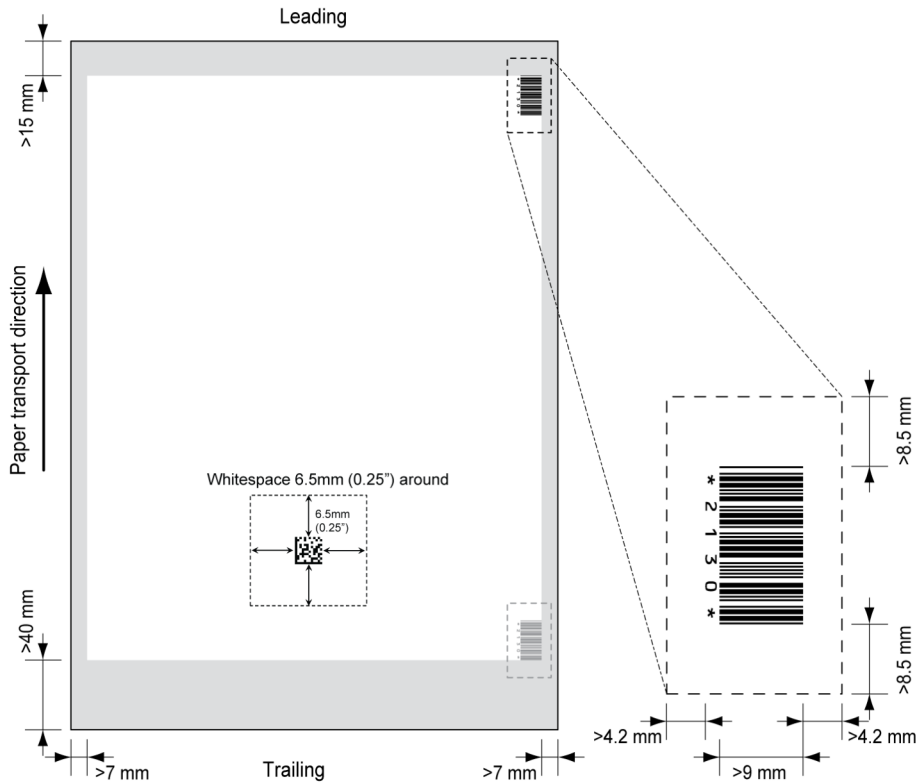 Leading
>15 mm
Paper transport direction
Whitespace 6.5mm (0.25”) around
6.5mm
(0.25”)
>40 mm
>7 mm
Trailing
>7 mm
>8.5 mm
*2130*
>8.5 mm
>4.2 mm
>4.2 mm
>9 mm